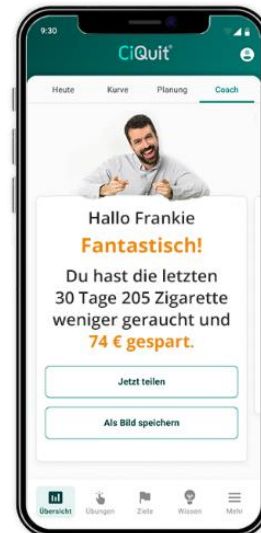 9:30
CiQuit®
Heute Kurve Planung Coach
Hallo Frankie
Fantastisch!
Du hast die letzten
30 Tage 205 Zigarette
weniger geraucht und
74 € gespart.
Jetzt teilen
Als Bild speichern
Übersicht Übungen Ziele Wissen Mehr